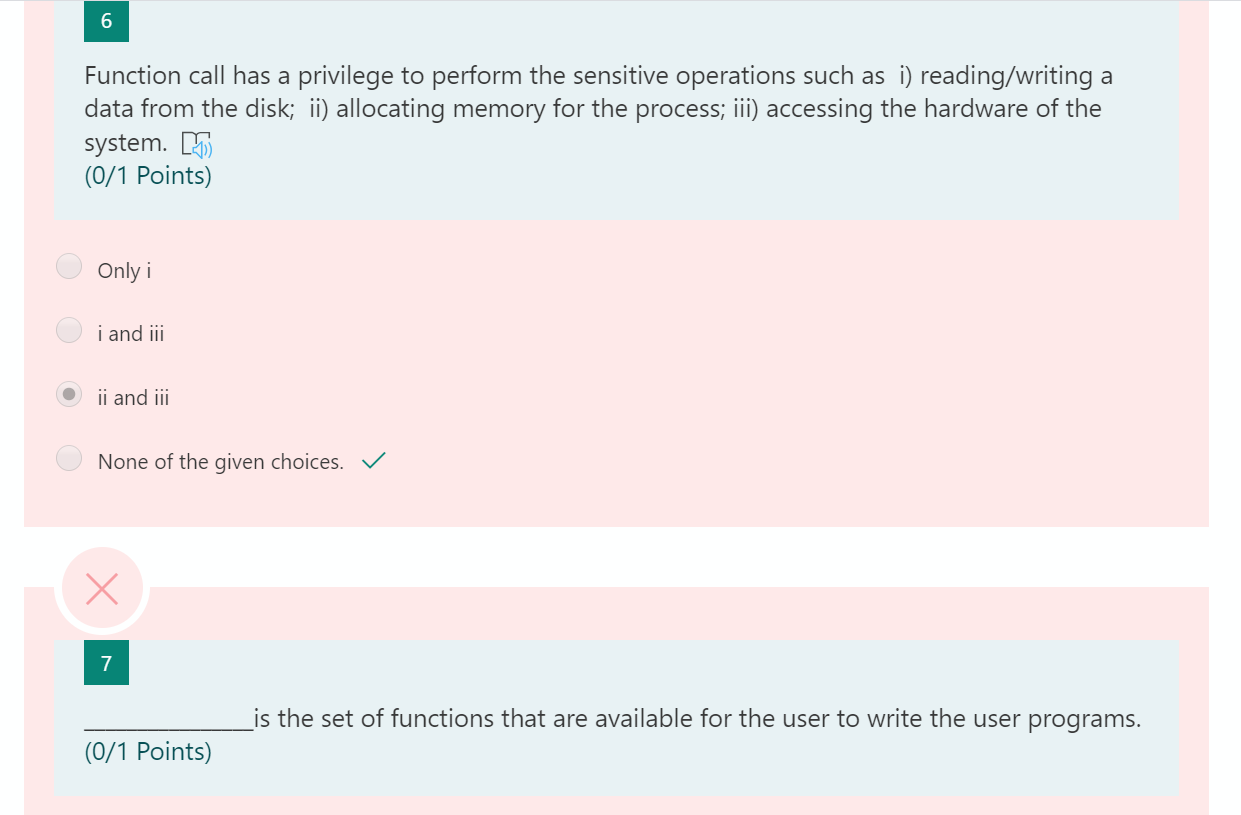 6
Function call has a privilege to perform the sensitive operations such as  i) reading/writing a
data from the disk;  ii) allocating memory for the process; iii) accessing the hardware of the
system.
(0/1 Points)
Only i
i and iii
ii and iii
None of the given choices.
7
______________is the set of functions that are available for the user to write the user programs.
(0/1 Points)